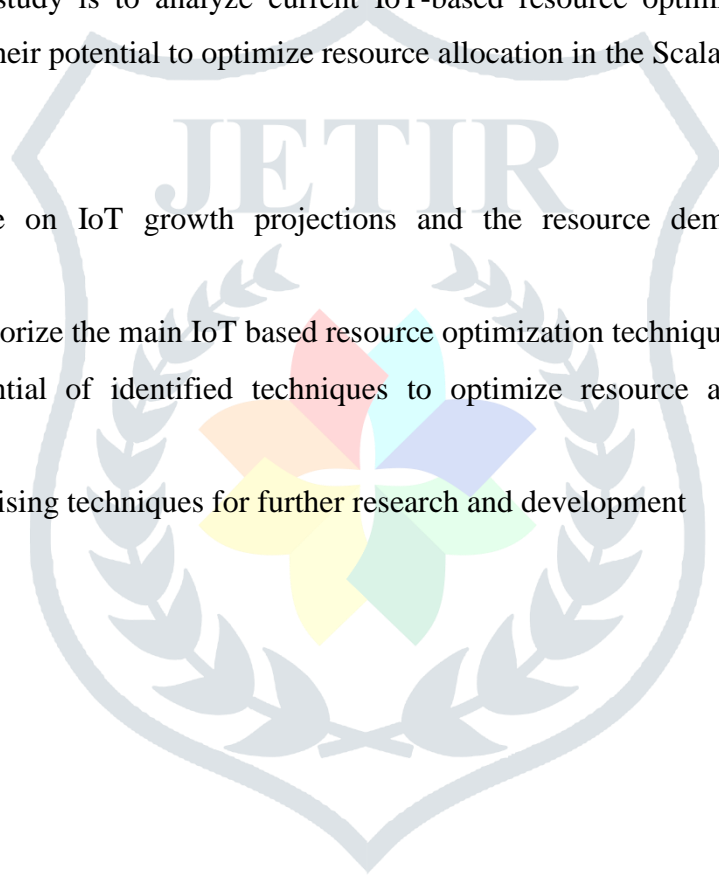 study is to analyze current IoT-based resource optimi
heir potential to optimize resource allocation in the Scala
JETIR
e on IoT growth projections and the resource dem
orize the main IoT based resource optimization techniqu
ntial of identified techniques to optimize resource a
ising techniques for further research and development